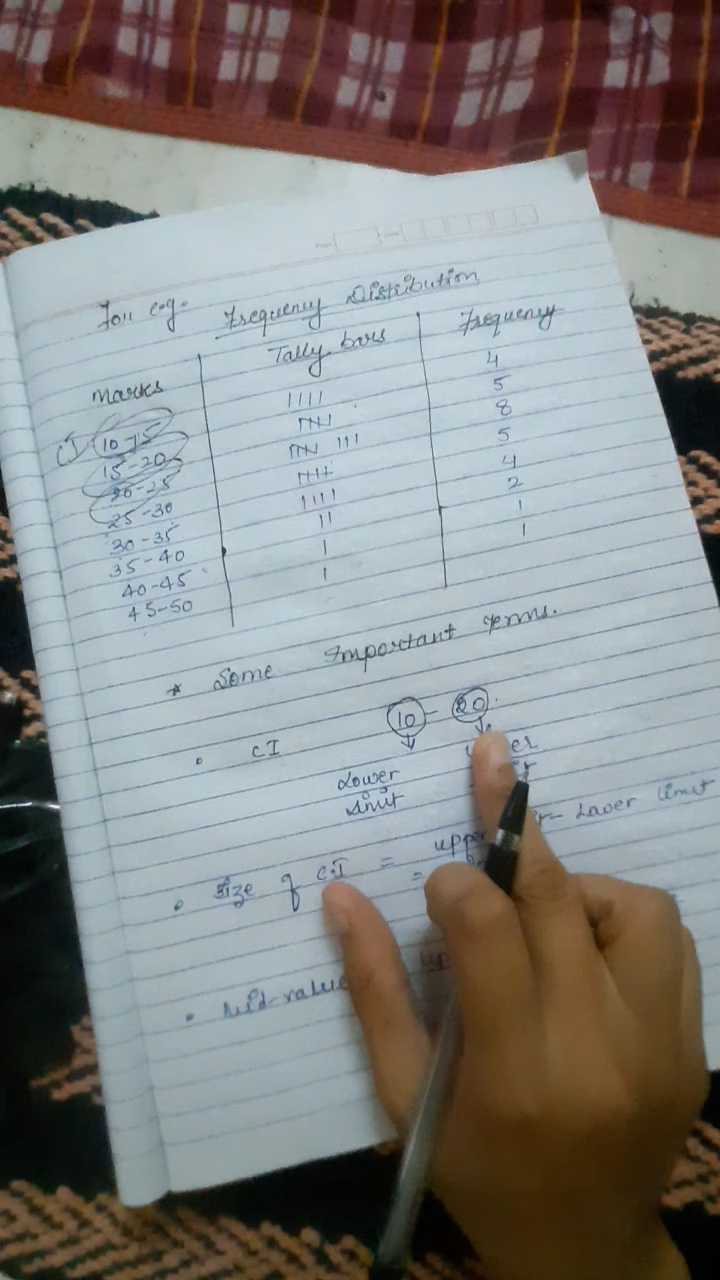 For e.g. Frequency Distribution
Marks Tally bars Frequency
CI 10-15 |||| 4
15-20 𝍸 5
20-25 𝍸 ||| 8
25-30 𝍸 5
30-35 |||| 4
35-40 || 2
40-45 | 1
45-50 | 1
* Some Important terms.
• CI 10 - 20
Lower
Limit
• Size of C.I = upper - Lower limit
=
• Mid-value